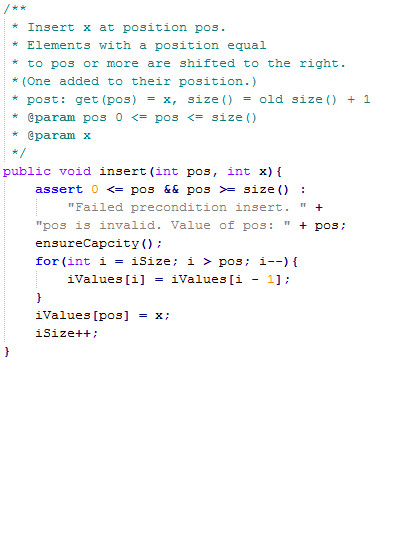 /**
 * Insert x at position pos.
 * Elements with a position equal
 * to pos or more are shifted to the right.
 *(One added to their position.)
 * post: get(pos) = x, size() = old size() + 1
 * @param pos 0 <= pos <= size()
 * @param x
 */
public void insert(int pos, int x){
    assert 0 <= pos && pos >= size() :
        "Failed precondition insert. " +
    "pos is invalid. Value of pos: " + pos;
    ensureCapcity();
    for(int i = iSize; i > pos; i--){
        iValues[i] = iValues[i - 1];
    }
    iValues[pos] = x;
    iSize++;
}